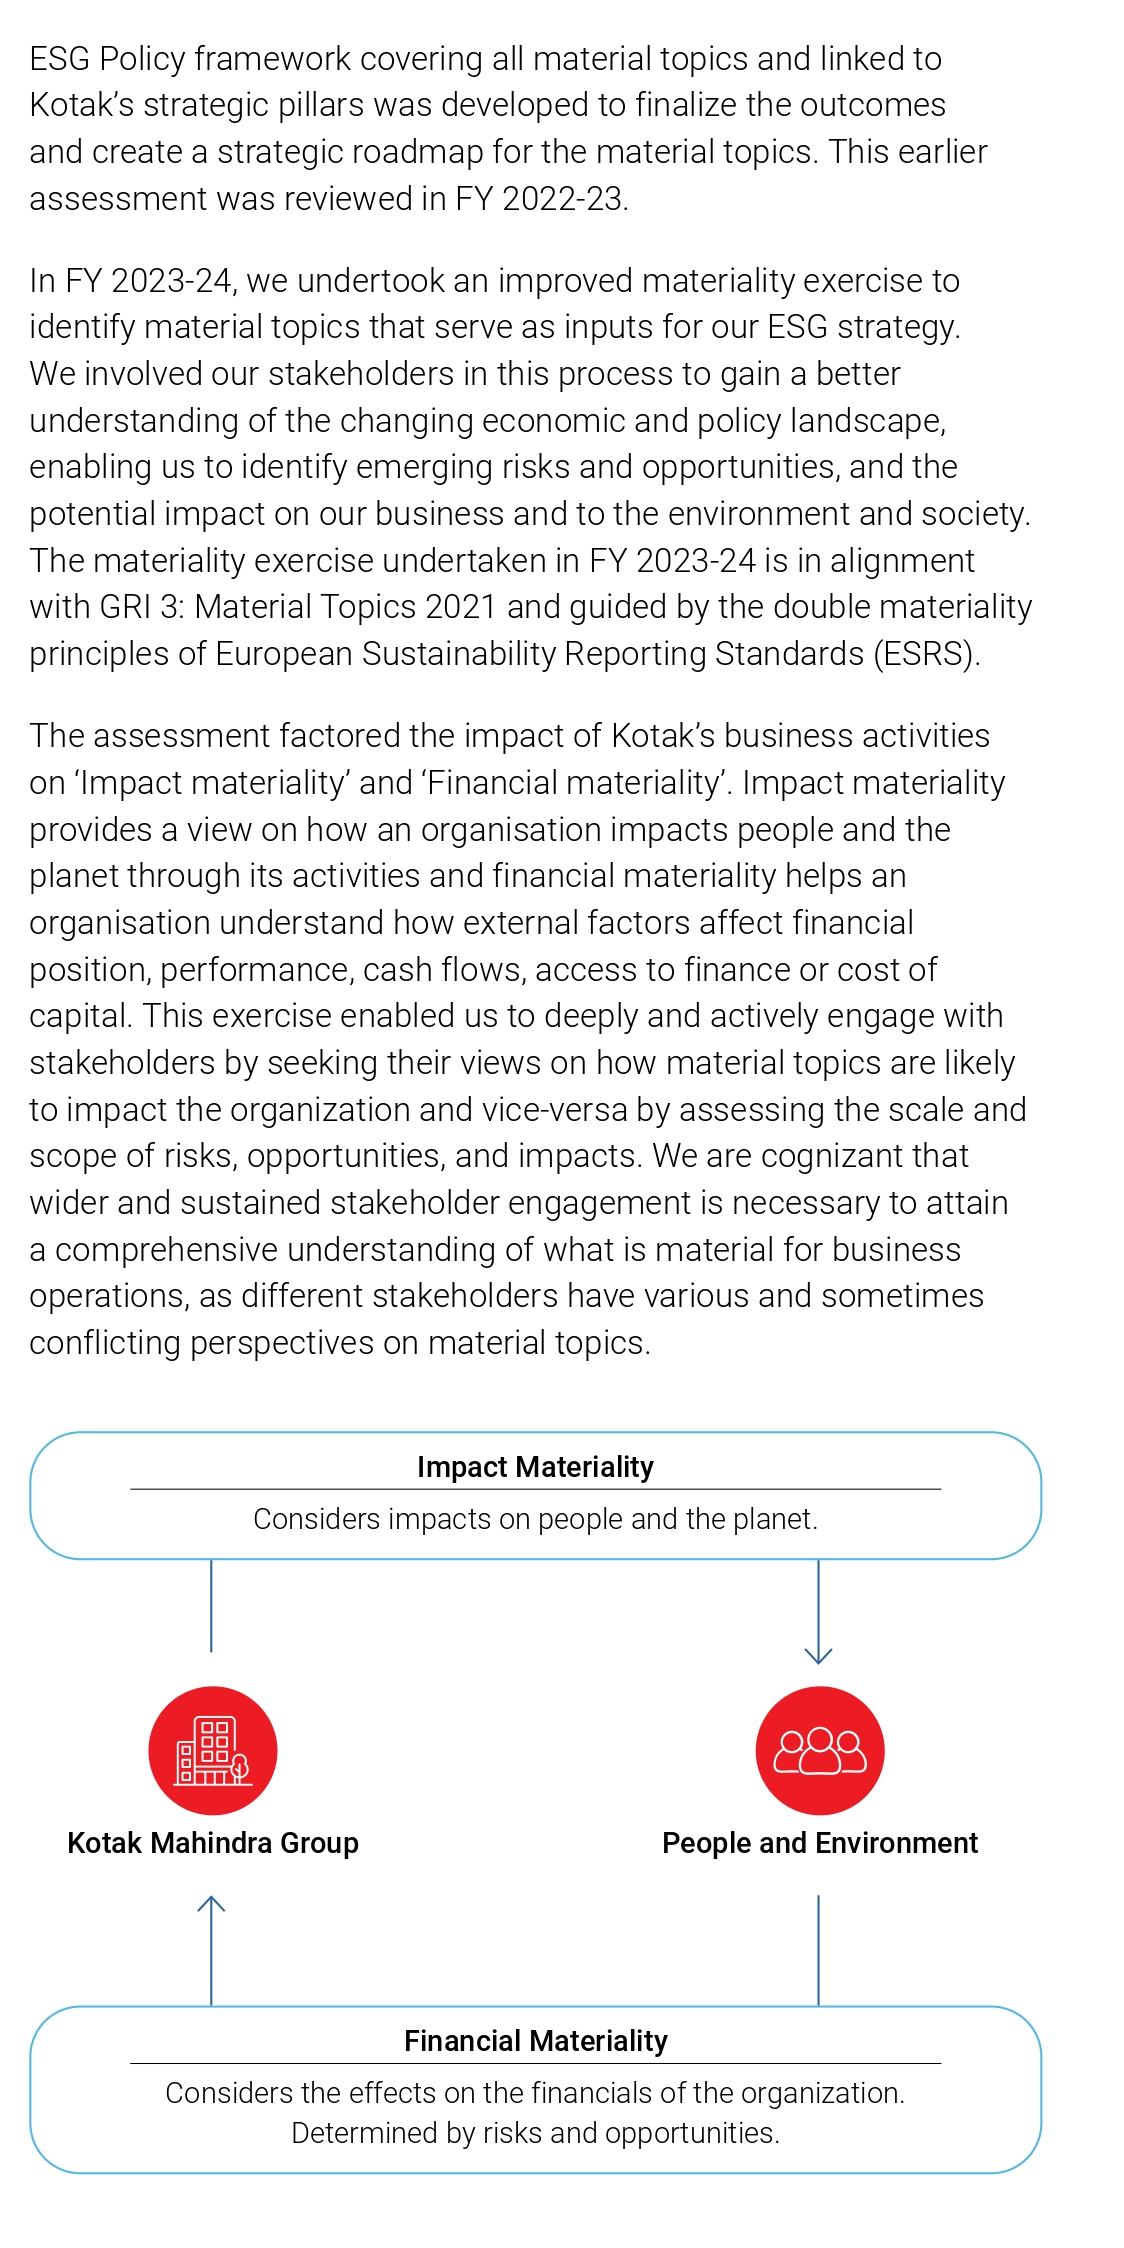 ESG Policy framework covering all material topics and linked to
Kotak’s strategic pillars was developed to finalize the outcomes
and create a strategic roadmap for the material topics. This earlier
assessment was reviewed in FY 2022-23.
In FY 2023-24, we undertook an improved materiality exercise to
identify material topics that serve as inputs for our ESG strategy.
We involved our stakeholders in this process to gain a better
understanding of the changing economic and policy landscape,
enabling us to identify emerging risks and opportunities, and the
potential impact on our business and to the environment and society.
The materiality exercise undertaken in FY 2023-24 is in alignment
with GRI 3: Material Topics 2021 and guided by the double materiality
principles of European Sustainability Reporting Standards (ESRS).
The assessment factored the impact of Kotak’s business activities
on ‘Impact materiality’ and ‘Financial materiality’. Impact materiality
provides a view on how an organisation impacts people and the
planet through its activities and financial materiality helps an
organisation understand how external factors affect financial
position, performance, cash flows, access to finance or cost of
capital. This exercise enabled us to deeply and actively engage with
stakeholders by seeking their views on how material topics are likely
to impact the organization and vice-versa by assessing the scale and
scope of risks, opportunities, and impacts. We are cognizant that
wider and sustained stakeholder engagement is necessary to attain
a comprehensive understanding of what is material for business
operations, as different stakeholders have various and sometimes
conflicting perspectives on material topics.
Impact Materiality
Considers impacts on people and the planet.
Kotak Mahindra Group
People and Environment
Financial Materiality
Considers the effects on the financials of the organization.
Determined by risks and opportunities.